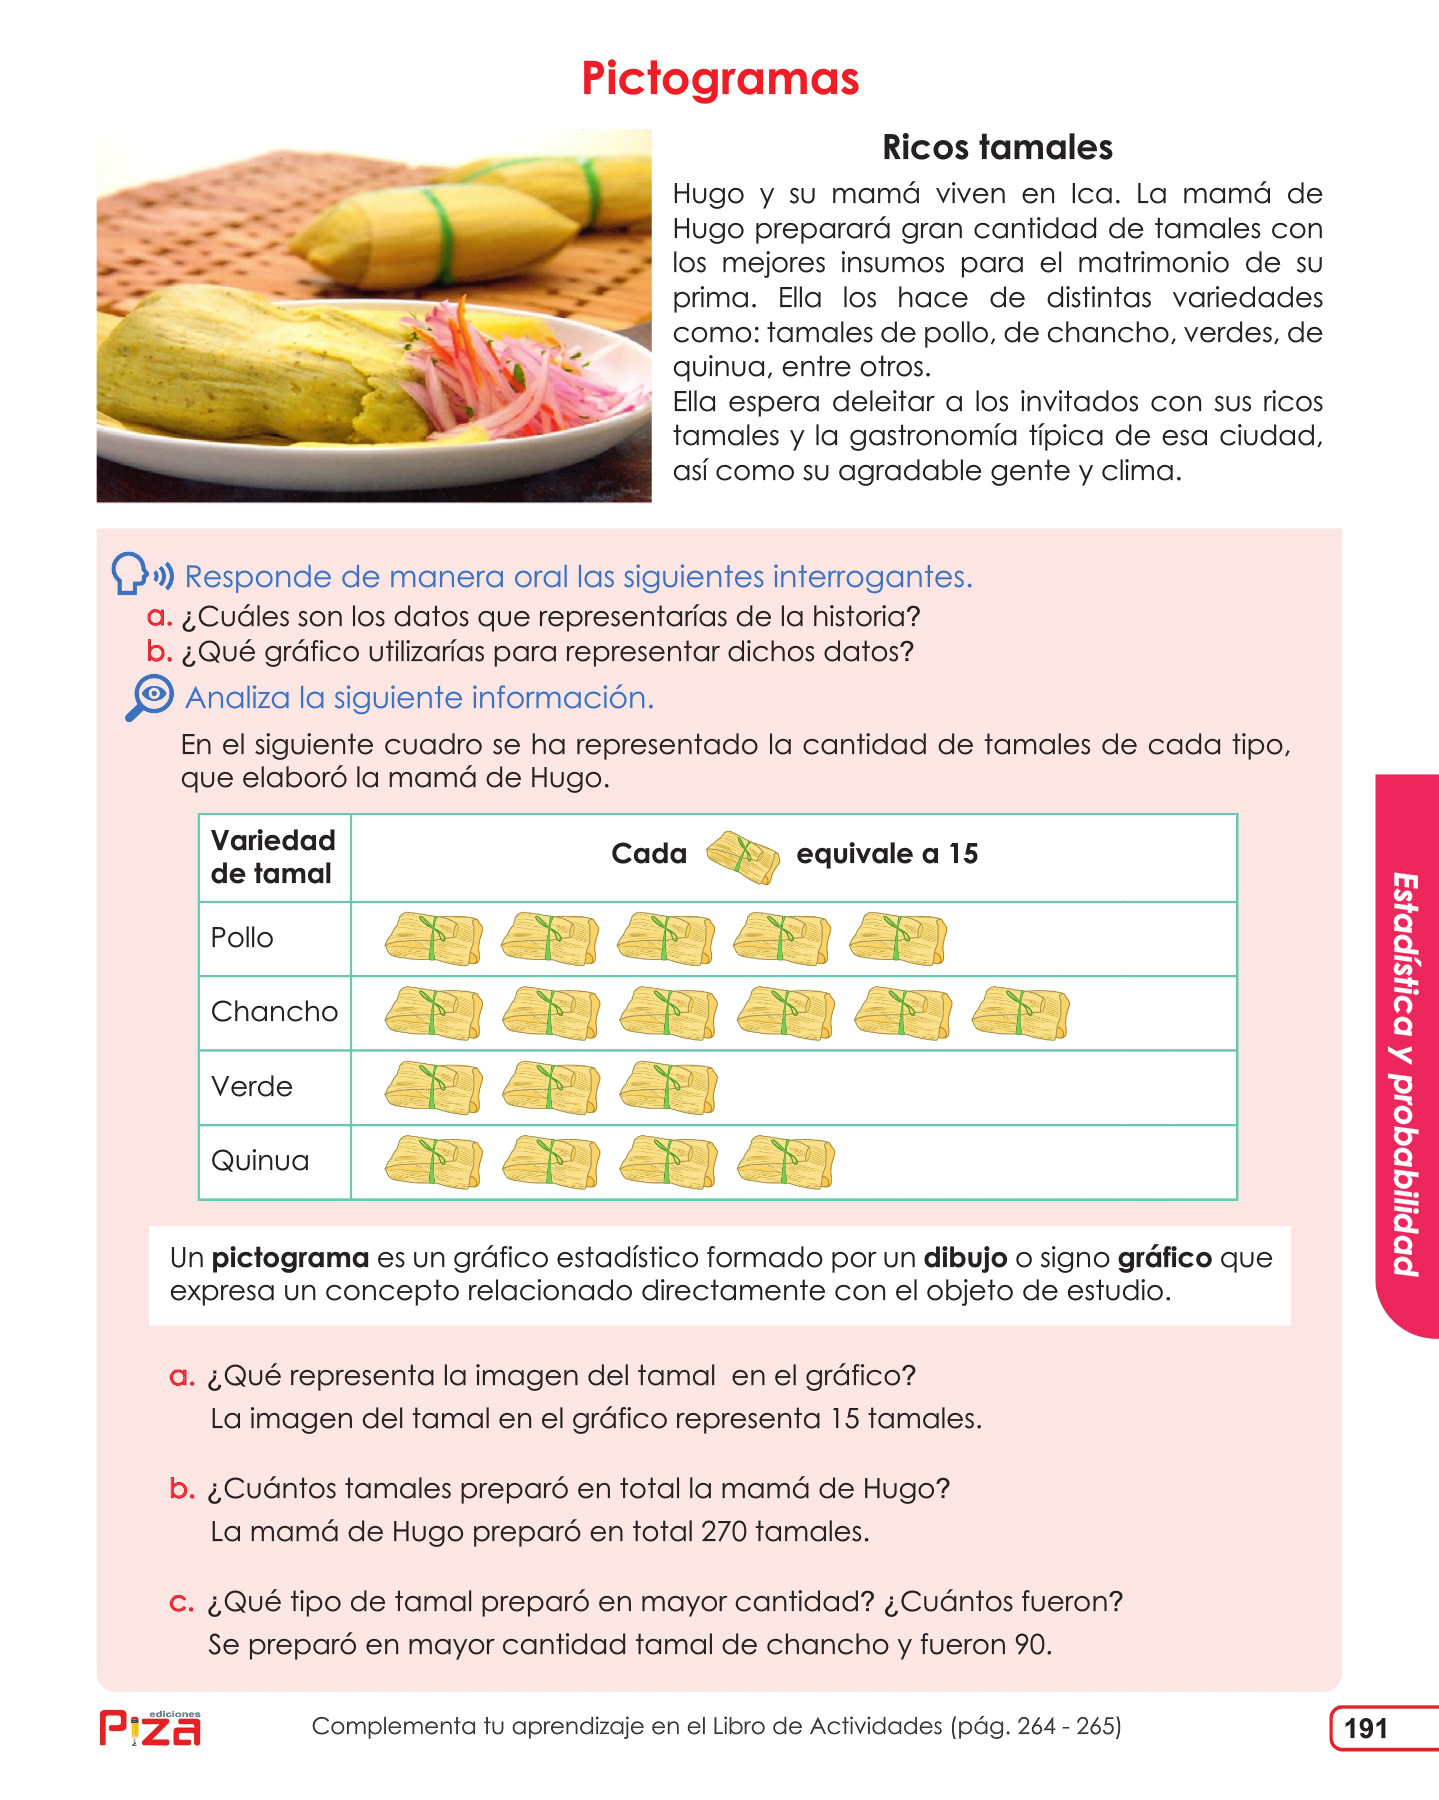 Pictogramas
Ricos tamales
Hugo y su mamá viven en Ica. La mamá de
Hugo preparará gran cantidad de tamales con
los mejores insumos para el matrimonio de su
prima. Ella los hace de distintas variedades
como: tamales de pollo, de chancho, verdes, de
quinua, entre otros.
Ella espera deleitar a los invitados con sus ricos
tamales y la gastronomía típica de esa ciudad,
así como su agradable gente y clima.
Responde de manera oral las siguientes interrogantes.
a. ¿Cuáles son los datos que representarías de la historia?
b. ¿Qué gráfico utilizarías para representar dichos datos?
Analiza la siguiente información.
En el siguiente cuadro se ha representado la cantidad de tamales de cada tipo,
que elaboró la mamá de Hugo.
Variedad
de tamal
Cada equivale a 15
Pollo
Chancho
Verde
Quinua
Un pictograma es un gráfico estadístico formado por un dibujo o signo gráfico que
expresa un concepto relacionado directamente con el objeto de estudio.
a. ¿Qué representa la imagen del tamal en el gráfico?
La imagen del tamal en el gráfico representa 15 tamales.
b. ¿Cuántos tamales preparó en total la mamá de Hugo?
La mamá de Hugo preparó en total 270 tamales.
c. ¿Qué tipo de tamal preparó en mayor cantidad? ¿Cuántos fueron?
Se preparó en mayor cantidad tamal de chancho y fueron 90.
Estadística y probabilidad
ediciones
Piza
Complementa tu aprendizaje en el Libro de Actividades (pág. 264 - 265)
191